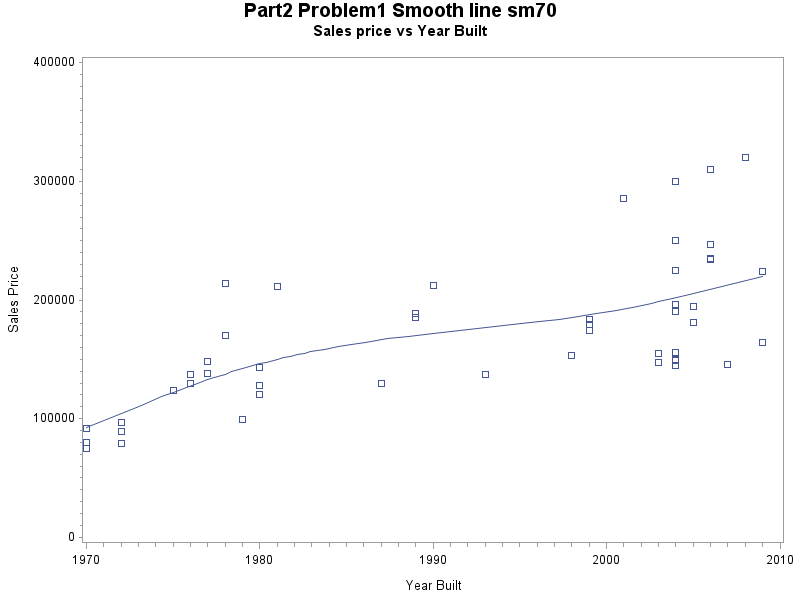 Part2 Problem1 Smooth line sm70
Sales price vs Year Built
400000
300000
200000
100000
0
Sales Price
1970 1980 1990 2000 2010
Year Built